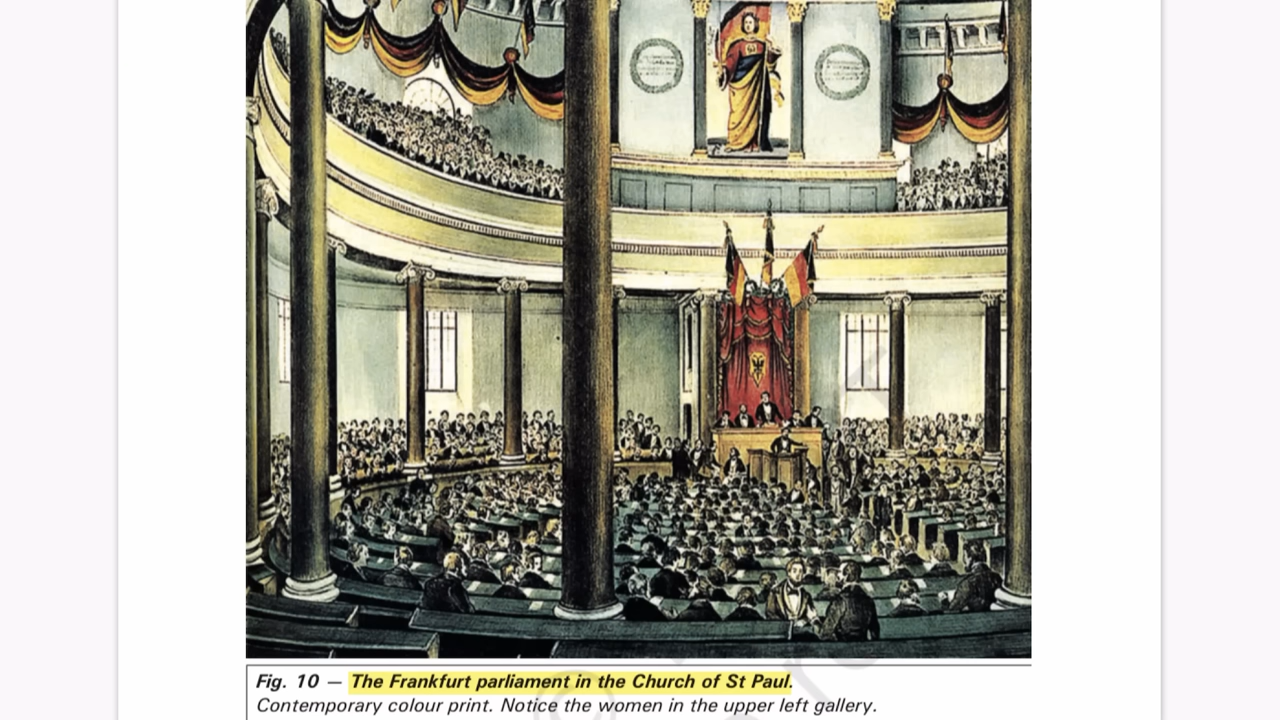 Fig. 10 — The Frankfurt parliament in the Church of St Paul.
Contemporary colour print. Notice the women in the upper left gallery.